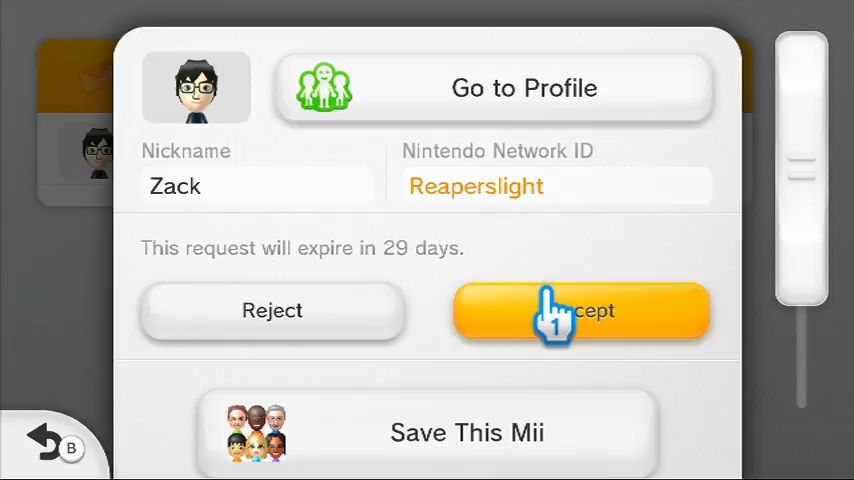 Go to Profile
Nickname
Nintendo Network ID
Zack
Reaperslight
This request will expire in 29 days.
Reject
cept
1
Save This Mii
B